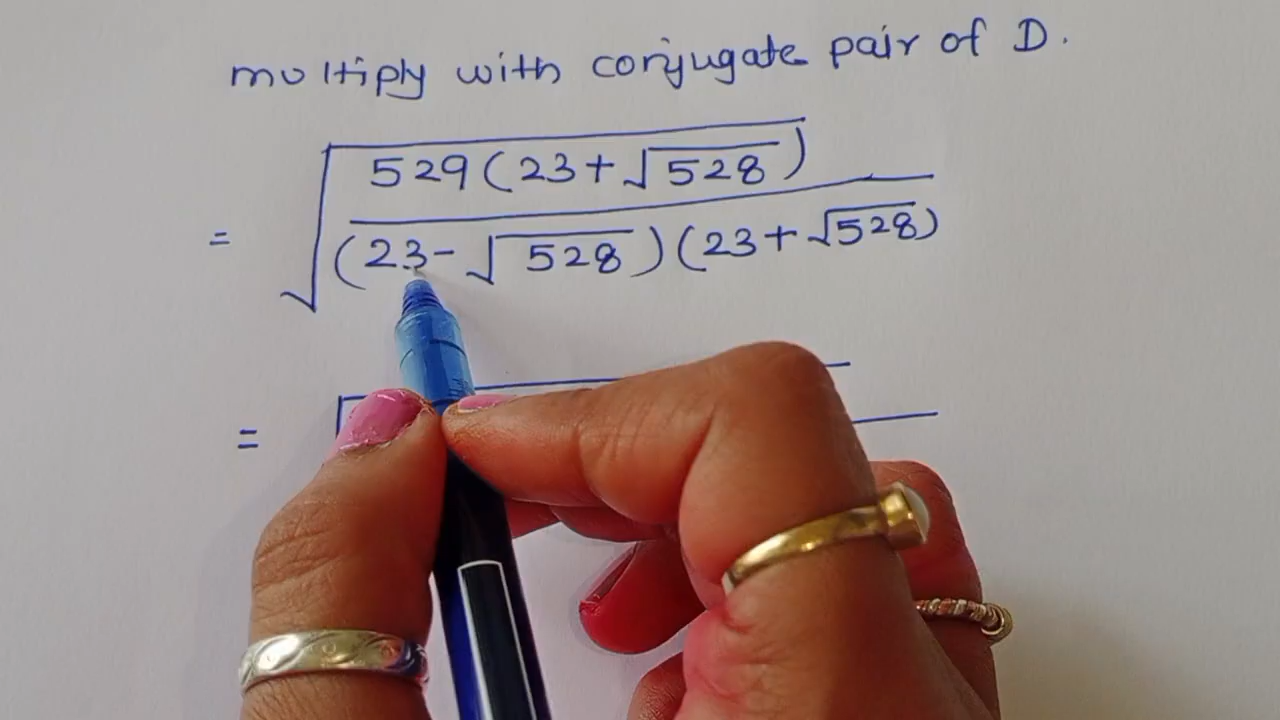 multiply with conjugate pair of D.
= √(529(23+√528) / (23-√528)(23+√528))
=